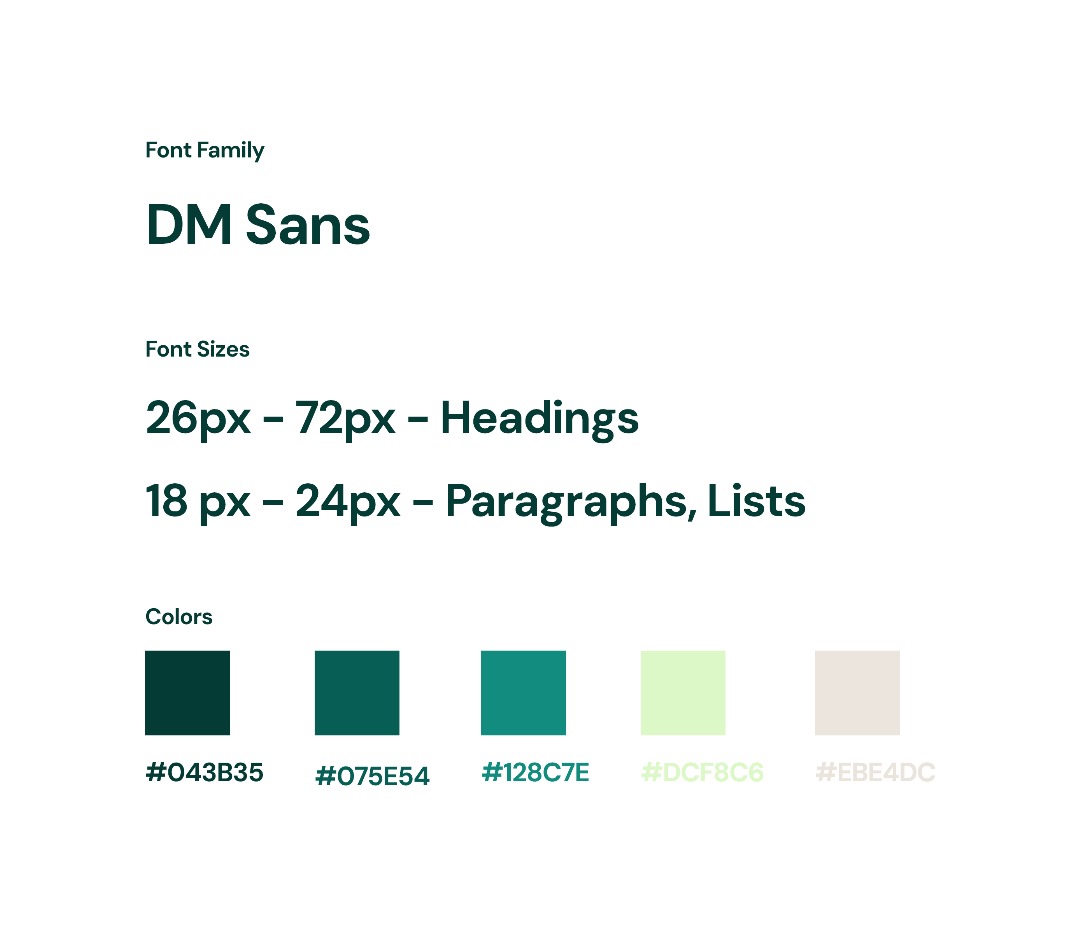 Font Family
DM Sans
Font Sizes
26px - 72px - Headings
18 px - 24px - Paragraphs, Lists
Colors
#043B35 #075E54 #128C7E #DCF8C6 #EBE4DC